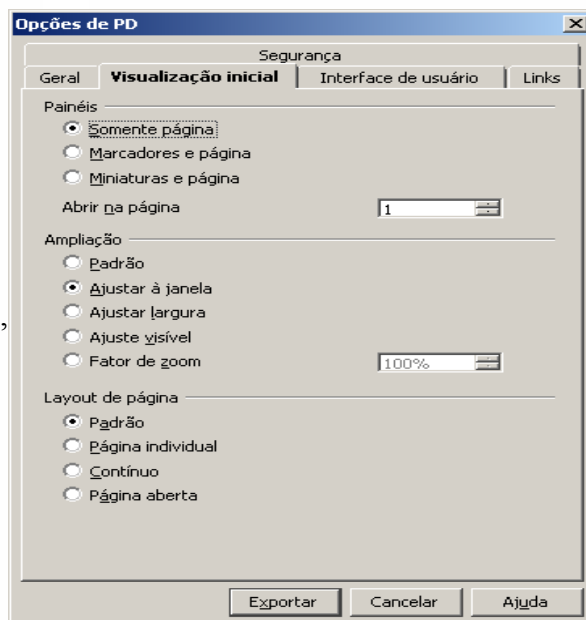 Opções de PD
Segurança
Geral Visualização inicial Interface de usuário Links
Painéis
Somente página
Marcadores e página
Miniaturas e página
Abrir na página 1
Ampliação
Padrão
Ajustar à janela
Ajustar largura
,
Ajuste visível
Fator de zoom 100%
Layout de página
Padrão
Página individual
Contínuo
Página aberta
Exportar Cancelar Ajuda